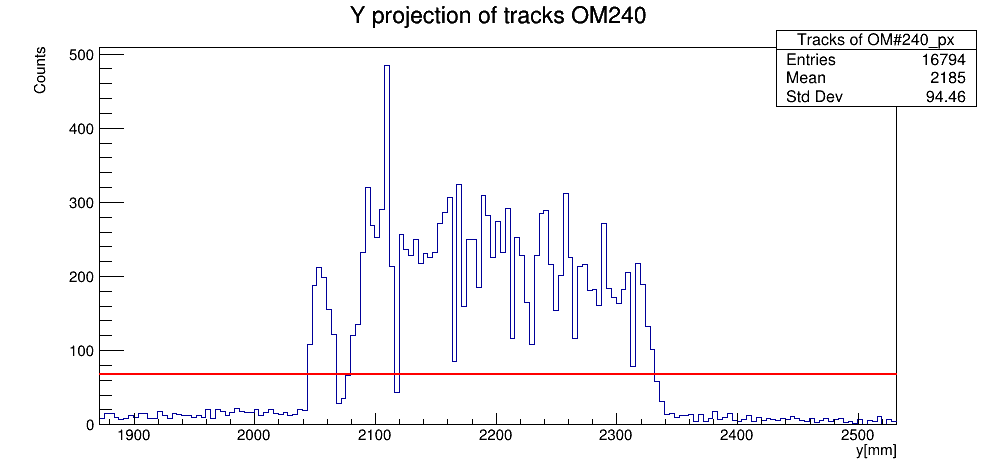 Y projection of tracks OM240
Tracks of OM#240_px
Entries 16794
Mean 2185
Std Dev 94.46
Counts
500
400
300
200
100
0
1900 2000 2100 2200 2300 2400 2500
y[mm]